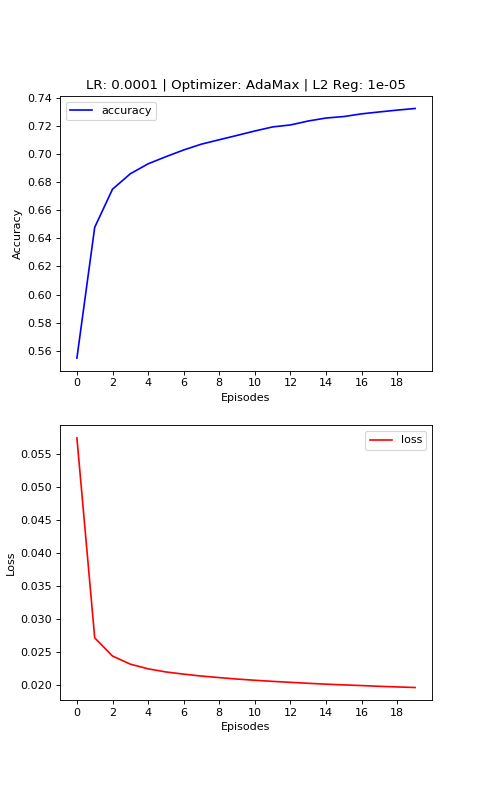 LR: 0.0001 | Optimizer: AdaMax | L2 Reg: 1e-05
accuracy
0.74
0.72
0.70
0.68
0.66
0.64
0.62
0.60
0.58
0.56
Accuracy
0 2 4 6 8 10 12 14 16 18
Episodes
loss
0.055
0.050
0.045
0.040
0.035
0.030
0.025
0.020
Loss
0 2 4 6 8 10 12 14 16 18
Episodes